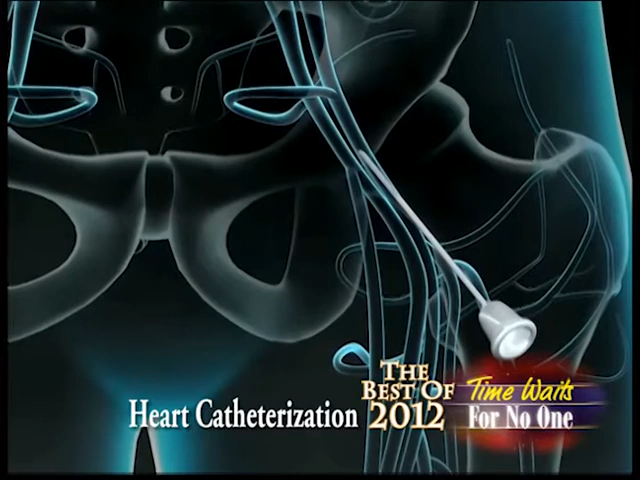 Heart Catheterization
THE
BEST OF
2012
Time Waits
For No One